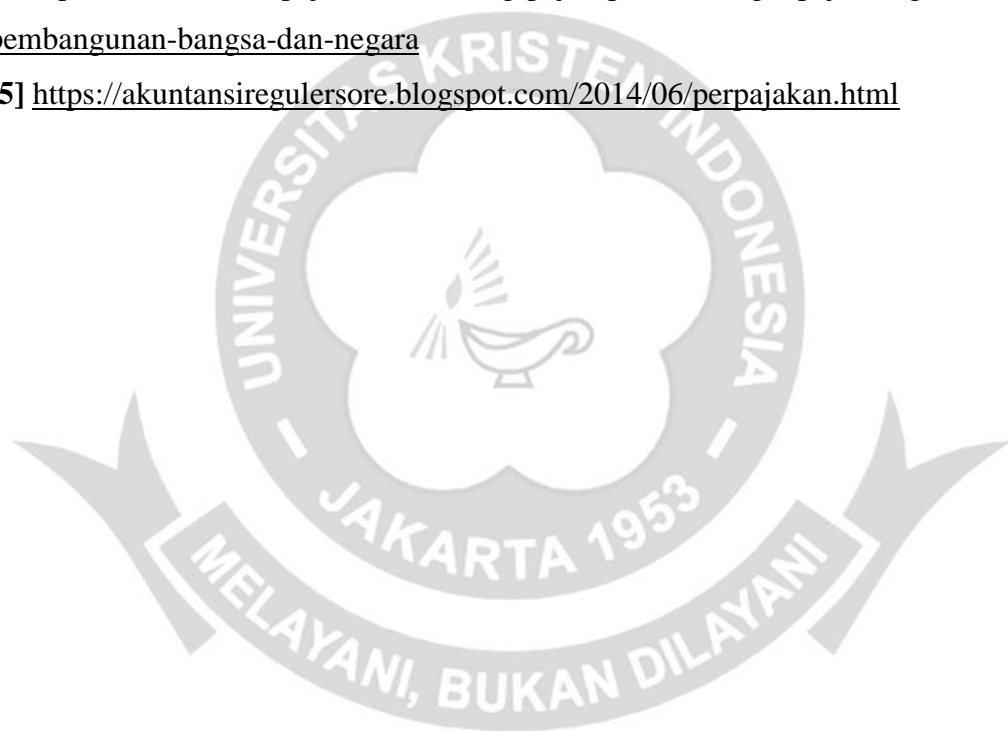 pembangunan-bangsa-dan-negara
5] https://akuntansiregulersore.blogspot.com/2014/06/perpajakan.html
UNIVERSITAS KRISTEN INDONESIA
JAKARTA 1953
MELAYANI, BUKAN DILAYANI